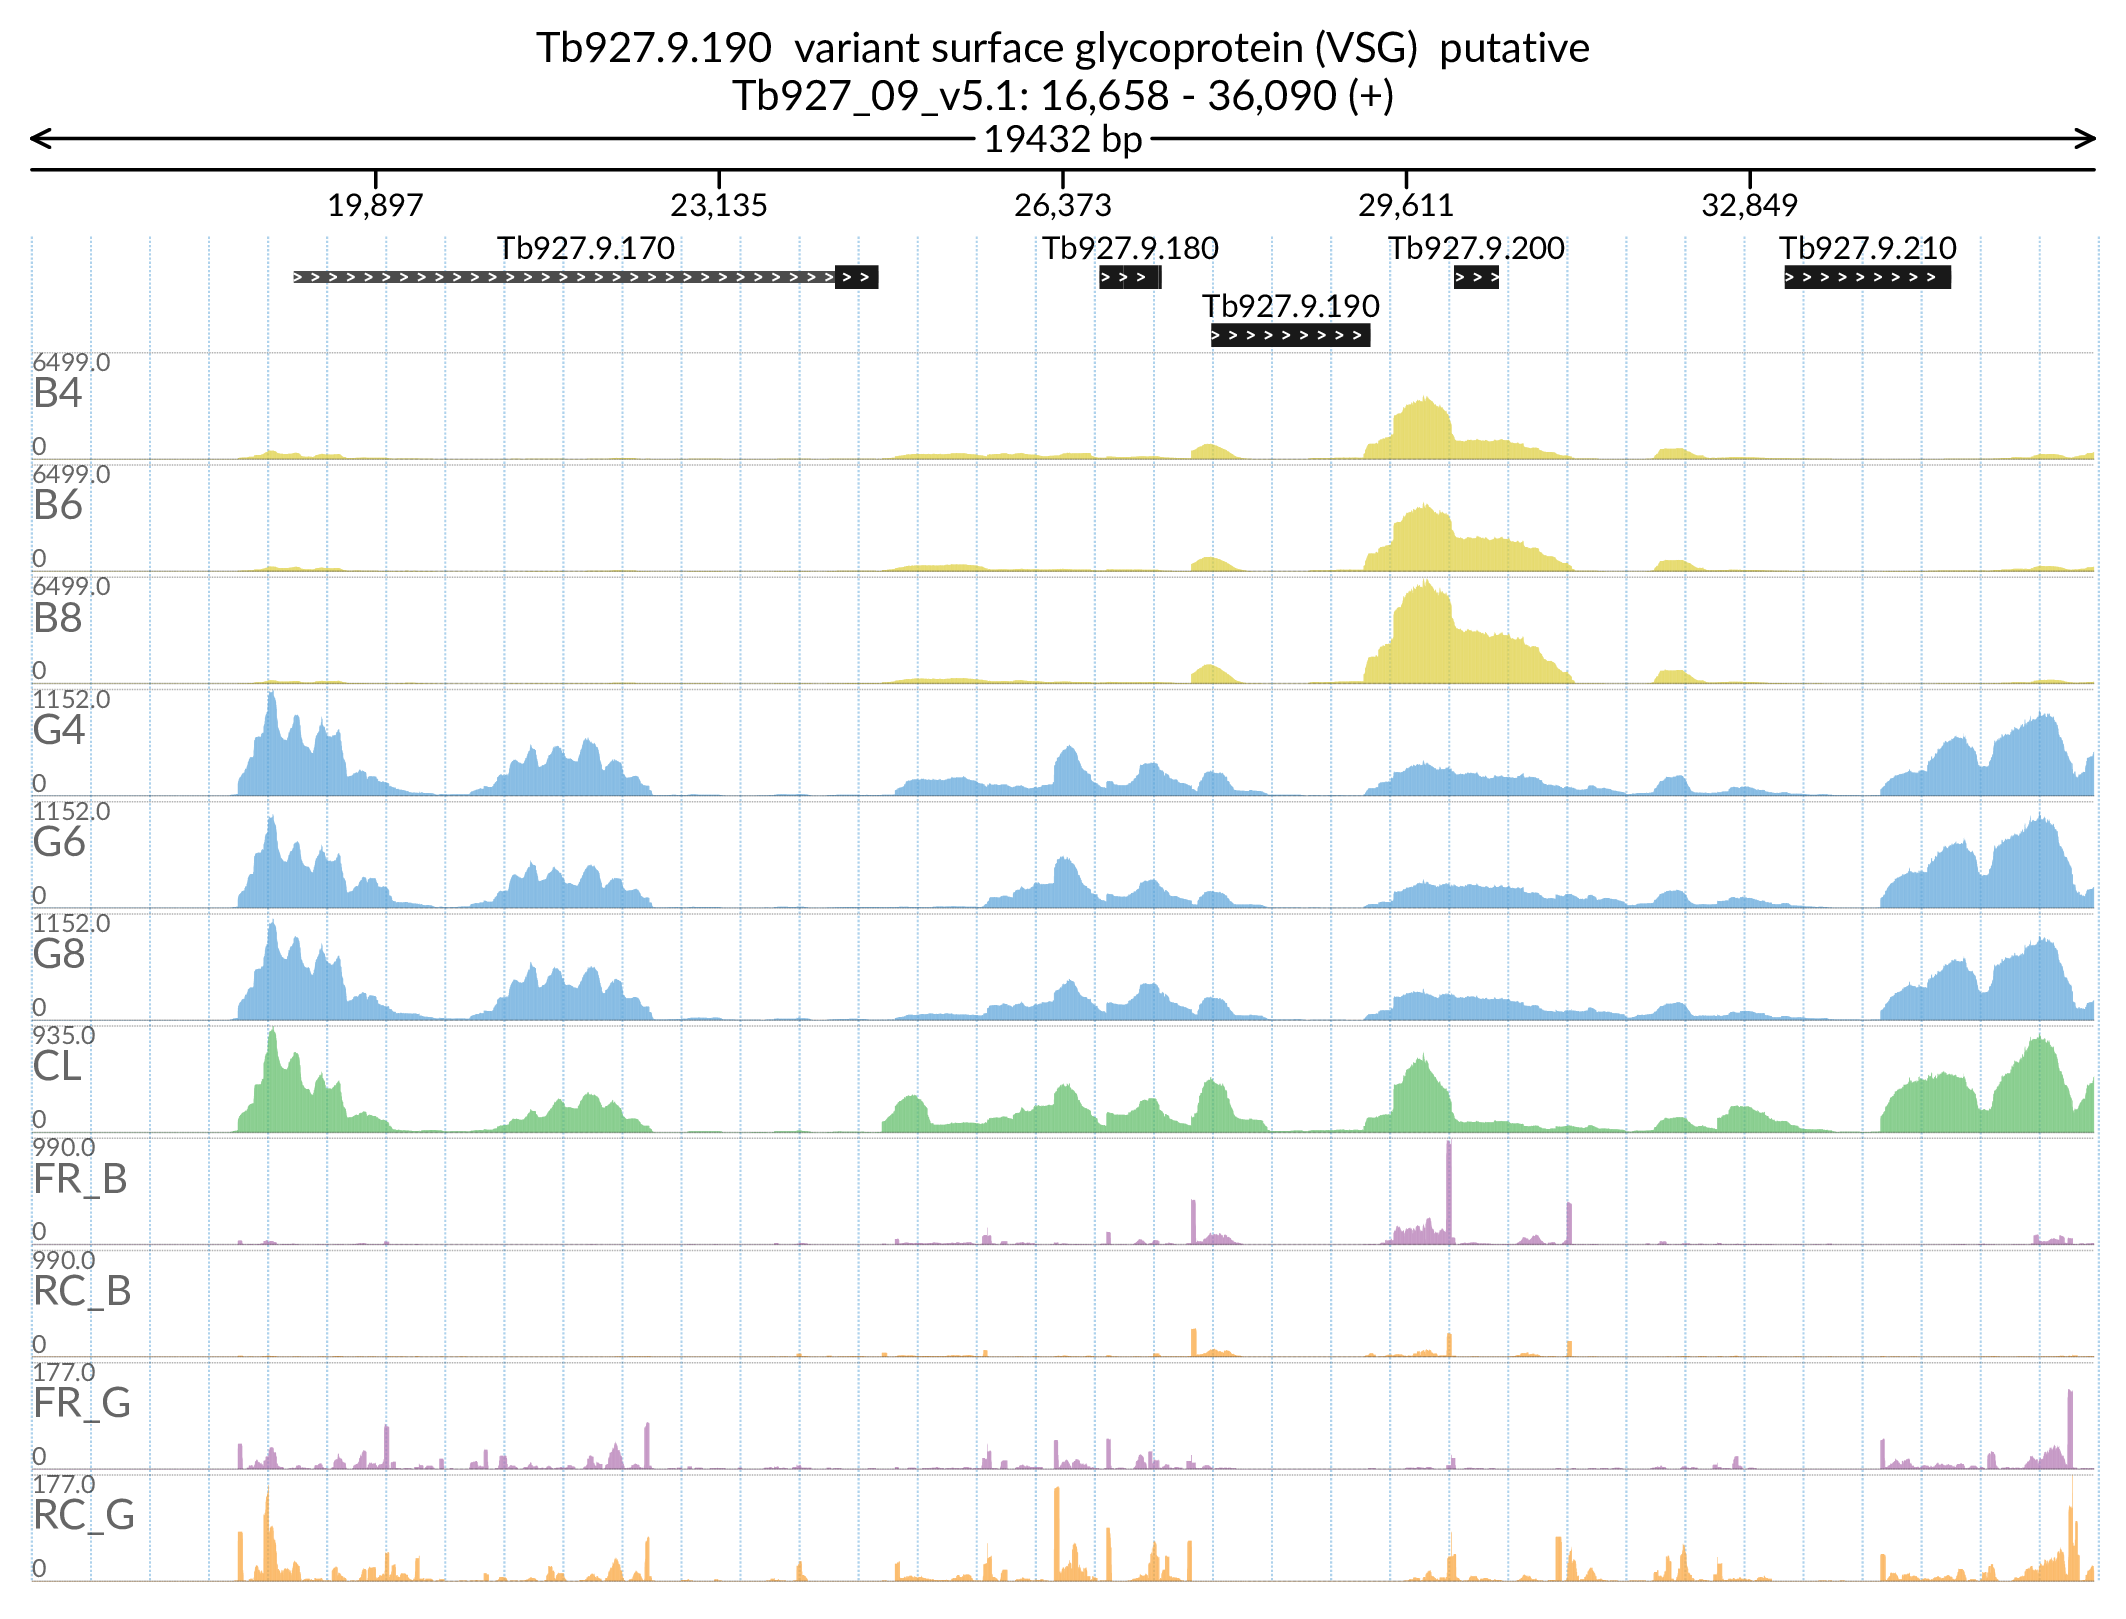 Tb927.9.190  variant surface glycoprotein (VSG)  putative
Tb927_09_v5.1: 16,658 - 36,090 (+)
19432 bp
19,897 23,135 26,373 29,611 32,849
Tb927.9.170 Tb927.9.180 Tb927.9.200 Tb927.9.210
Tb927.9.190
6499.0
B4
0
6499.0
B6
0
6499.0
B8
0
1152.0
G4
0
1152.0
G6
0
1152.0
G8
0
935.0
CL
0
990.0
FR_B
0
990.0
RC_B
0
177.0
FR_G
0
177.0
RC_G
0